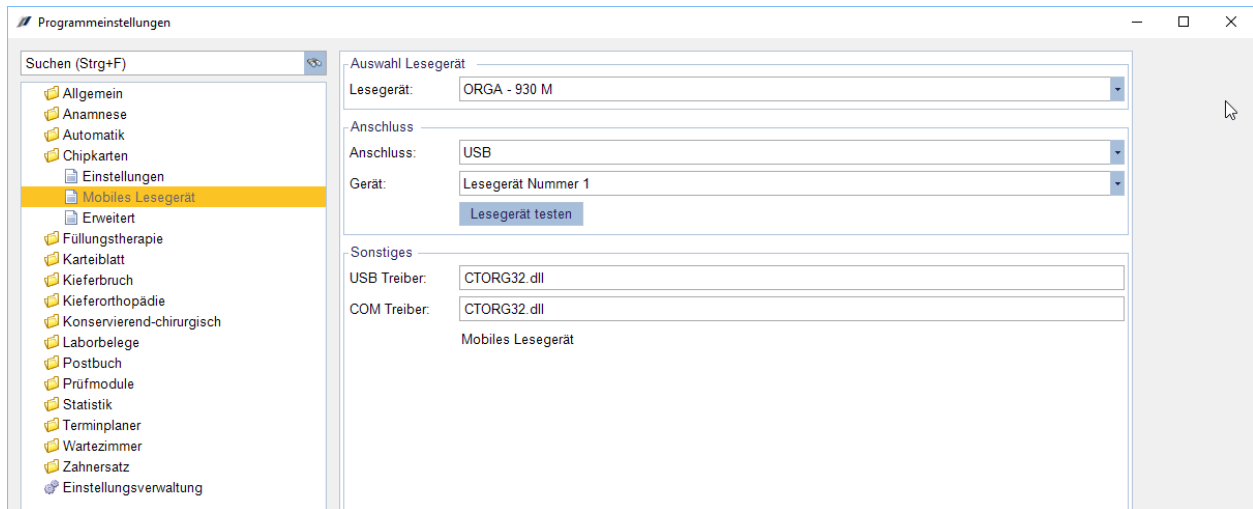 Programmeinstellungen
Suchen (Strg+F)
Allgemein
Anamnese
Automatik
Chipkarten
Einstellungen
Mobiles Lesegerät
Erweitert
Füllungstherapie
Karteiblatt
Kieferbruch
Kieferorthopädie
Konservierend-chirurgisch
Laborbelege
Postbuch
Prüfmodule
Statistik
Terminplaner
Wartezimmer
Zahnersatz
Einstellungsverwaltung
Auswahl Lesegerät
Lesegerät: ORGA - 930 M
Anschluss
Anschluss: USB
Gerät: Lesegerät Nummer 1
Lesegerät testen
Sonstiges
USB Treiber: CTORG32.dll
COM Treiber: CTORG32.dll
Mobiles Lesegerät